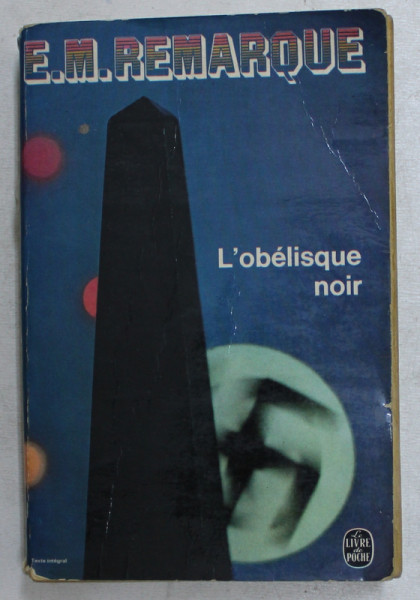 E.M.REMARQUE
L'obélisque
noir
Texte intégral
Le
LIVRE
de
POCHE